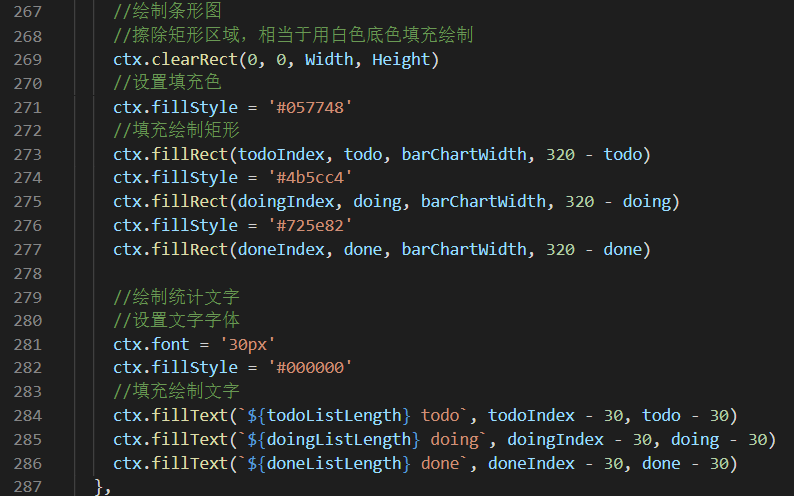 267 //绘制条形图
268 //擦除矩形区域，相当于用白色底色填充绘制
269 ctx.clearRect(0, 0, Width, Height)
270 //设置填充色
271 ctx.fillStyle = '#057748'
272 //填充绘制矩形
273 ctx.fillRect(todoIndex, todo, barChartWidth, 320 - todo)
274 ctx.fillStyle = '#4b5cc4'
275 ctx.fillRect(doingIndex, doing, barChartWidth, 320 - doing)
276 ctx.fillStyle = '#725e82'
277 ctx.fillRect(doneIndex, done, barChartWidth, 320 - done)
278
279 //绘制统计文字
280 //设置文字字体
281 ctx.font = '30px'
282 ctx.fillStyle = '#000000'
283 //填充绘制文字
284 ctx.fillText(`${todoListLength} todo`, todoIndex - 30, todo - 30)
285 ctx.fillText(`${doingListLength} doing`, doingIndex - 30, doing - 30)
286 ctx.fillText(`${doneListLength} done`, doneIndex - 30, done - 30)
287 },